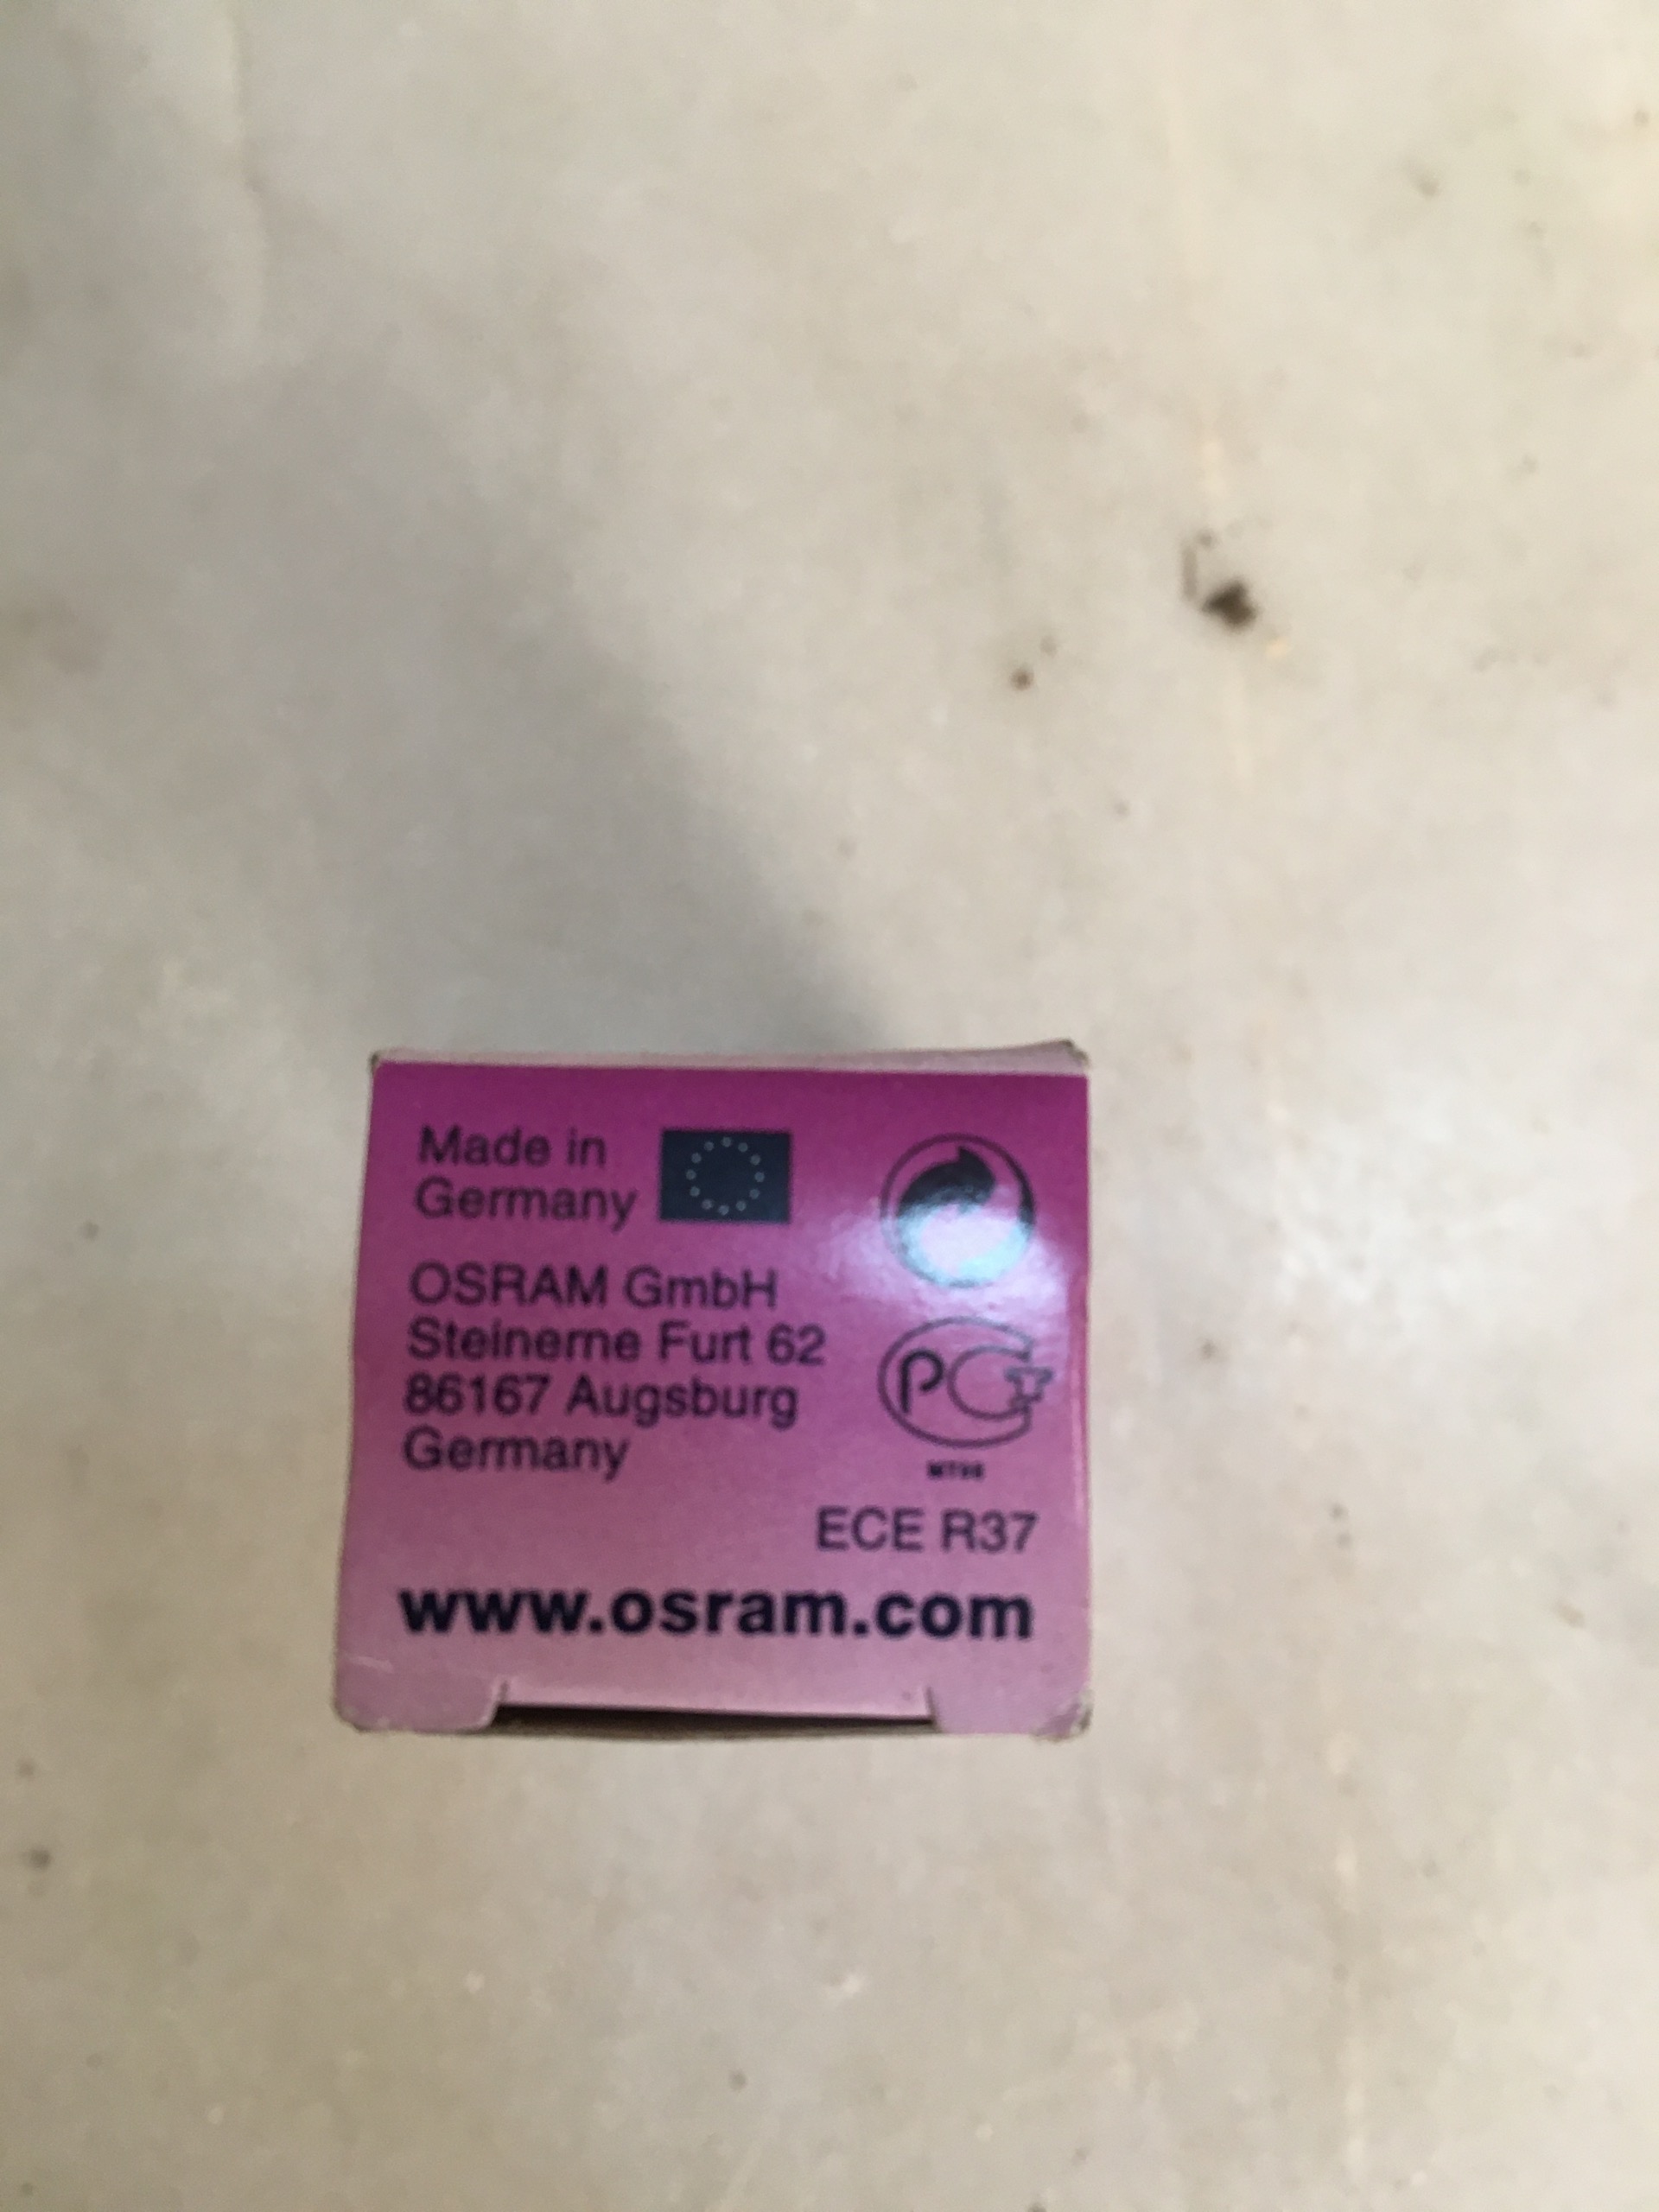 Made in
Germany
OSRAM GmbH
Steinerne Furt 62
86167 Augsburg
Germany
PC
ECE R37
www.osram.com